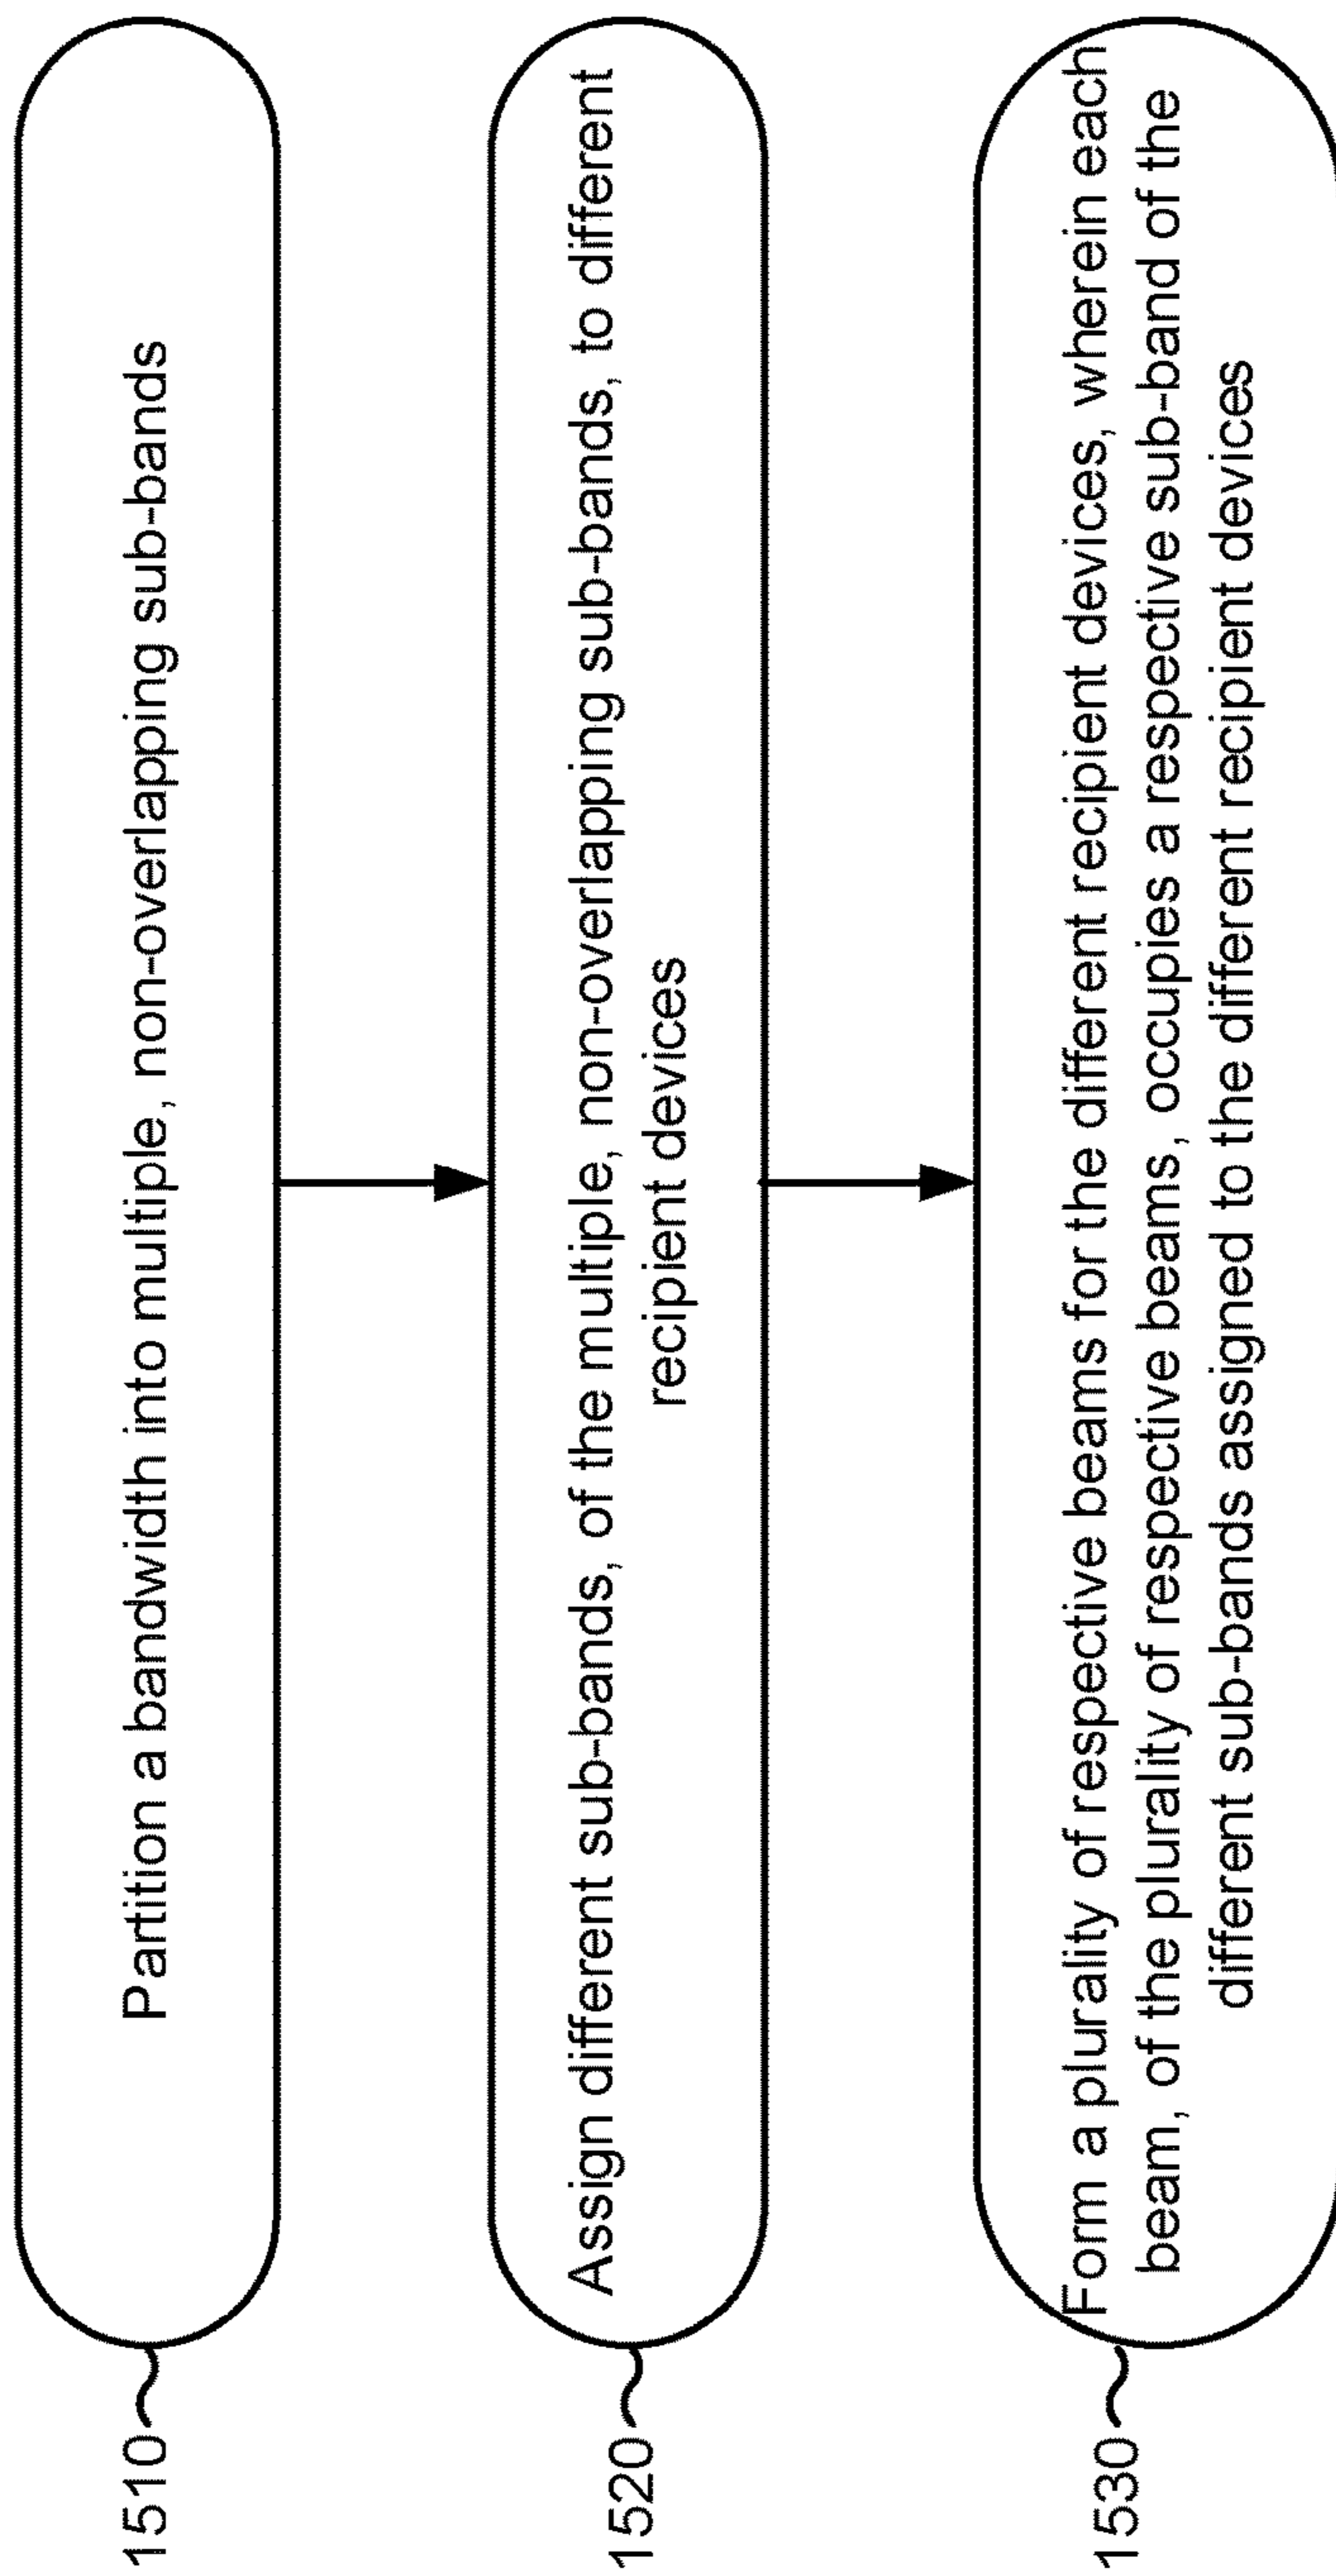 1510
Partition a bandwidth into multiple, non-overlapping sub-bands
1520
Assign different sub-bands, of the multiple, non-overlapping sub-bands, to different
recipient devices
1530
Form a plurality of respective beams for the different recipient devices, wherein each
beam, of the plurality of respective beams, occupies a respective sub-band of the
different sub-bands assigned to the different recipient devices